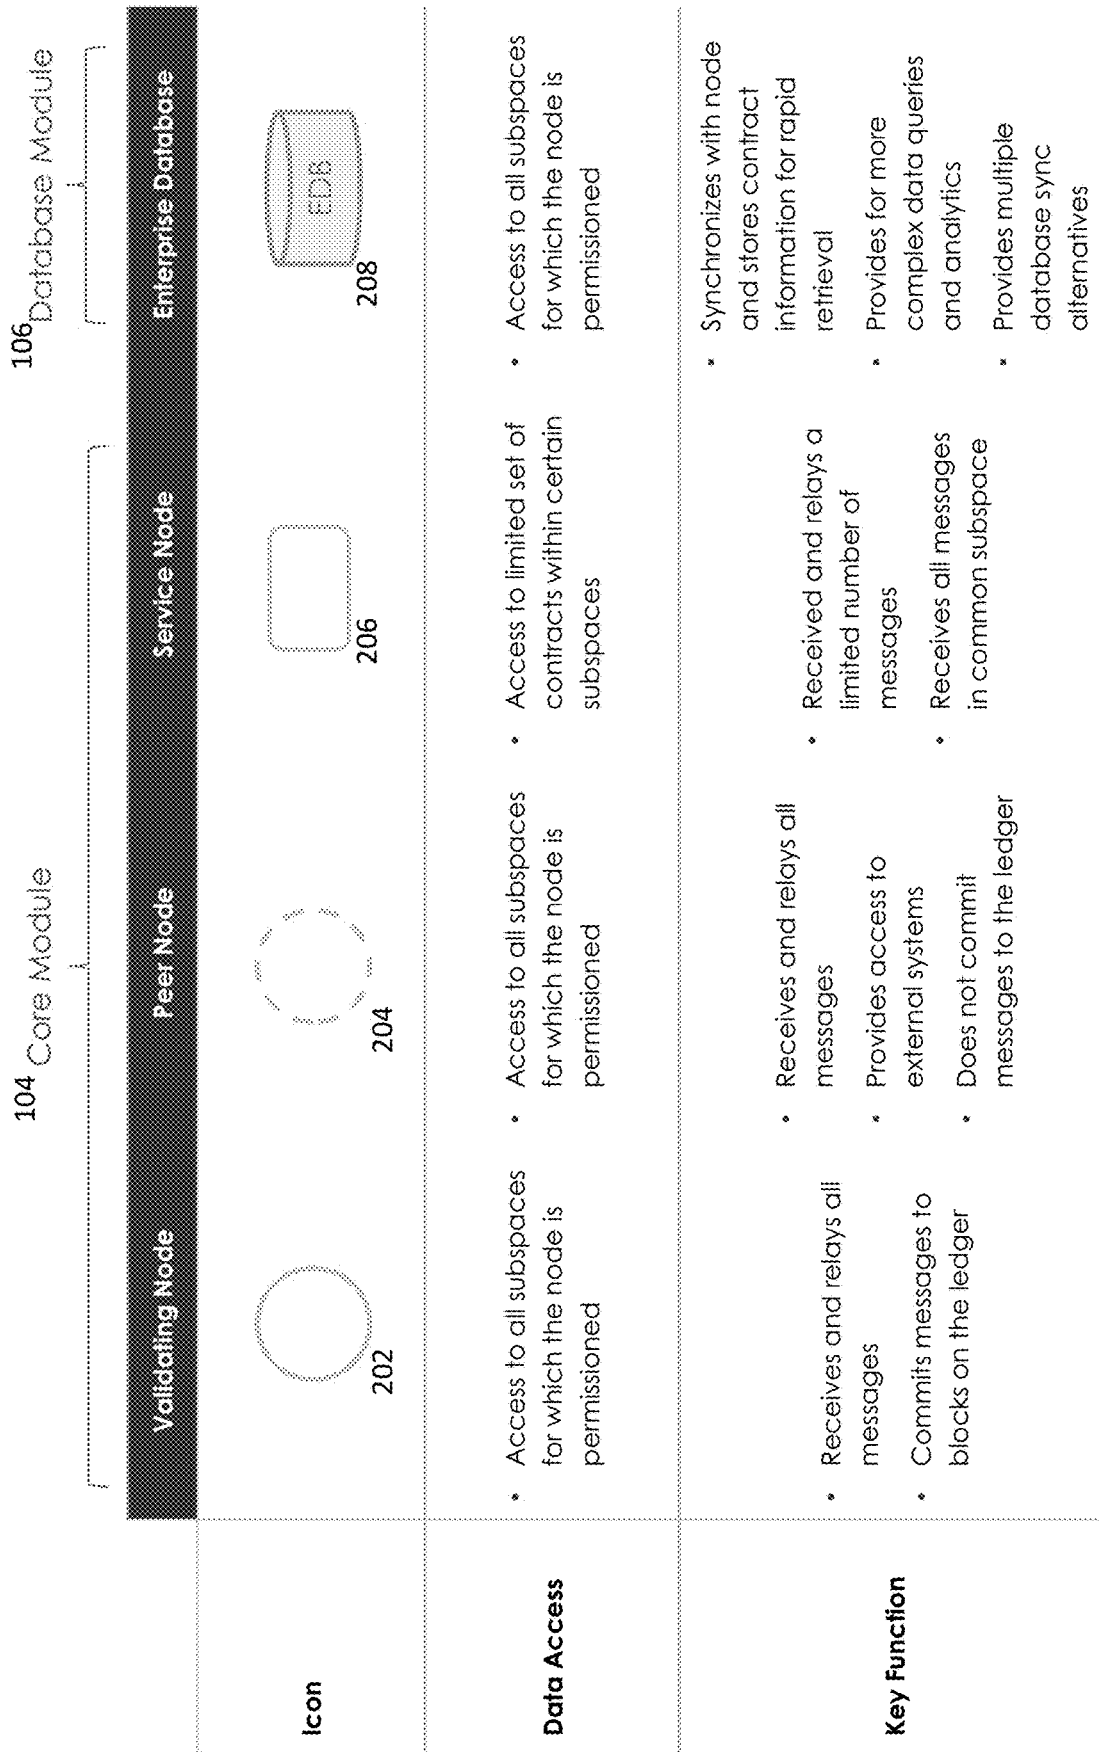 104 Core Module
106 Database Module
Validating Node
Peer Node
Service Node
Enterprise Database
Icon
202
204
206
EDB
208
Data Access
• Access to all subspaces
for which the node is
permissioned
• Access to all subspaces
for which the node is
permissioned
• Access to limited set of
contracts within certain
subspaces
• Access to all subspaces
for which the node is
permissioned
Key Function
• Receives and relays all
messages
• Commits messages to
blocks on the ledger
• Receives and relays all
messages
• Provides access to
external systems
• Does not commit
messages to the ledger
• Received and relays a
limited number of
messages
• Receives all messages
in common subspace
• Synchronizes with node
and stores contract
information for rapid
retrieval
• Provides for more
complex data queries
and analytics
• Provides multiple
database sync
alternatives